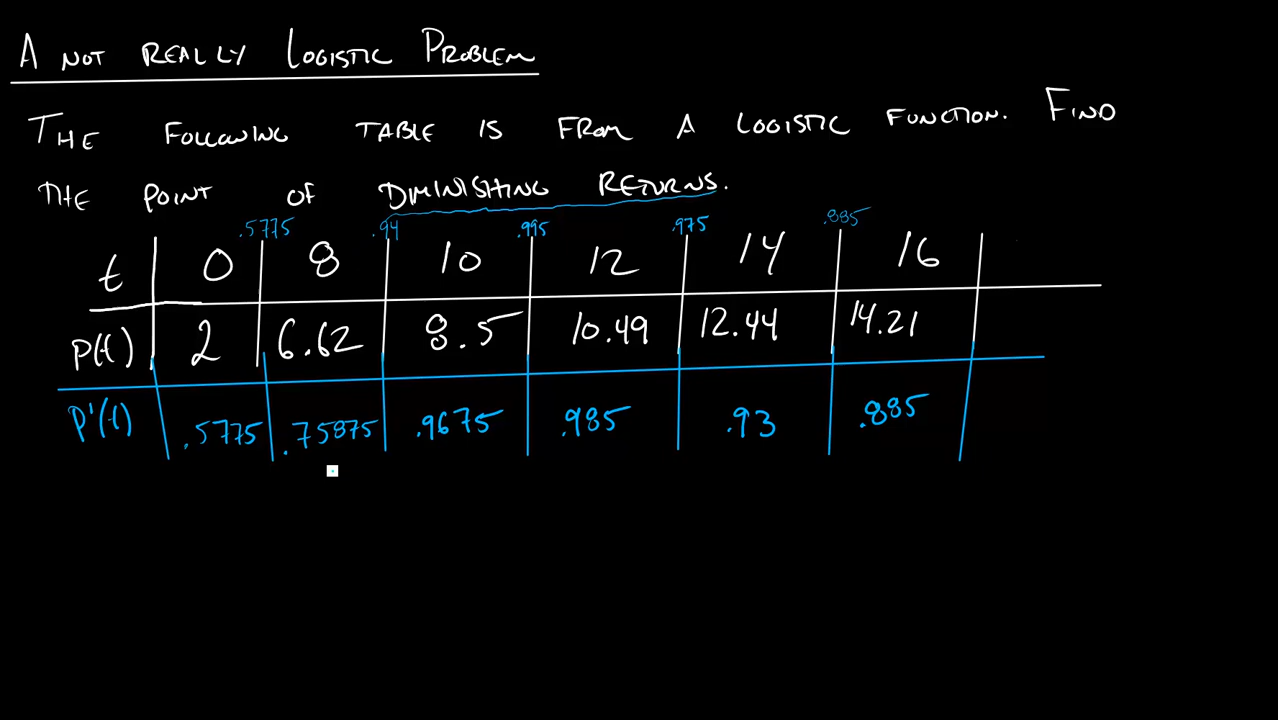 A NOT REALLY LOGISTIC PROBLEM
THE FOLLOWING TABLE IS FROM A LOGISTIC FUNCTION. FIND
THE POINT OF DIMINISHING RETURNS.
.5775 .94 .995 .975 .885
t 0 8 10 12 14 16
P(t) 2 6.62 8.5 10.49 12.44 14.21
P'(t) .5775 .75875 .9675 .985 .93 .885